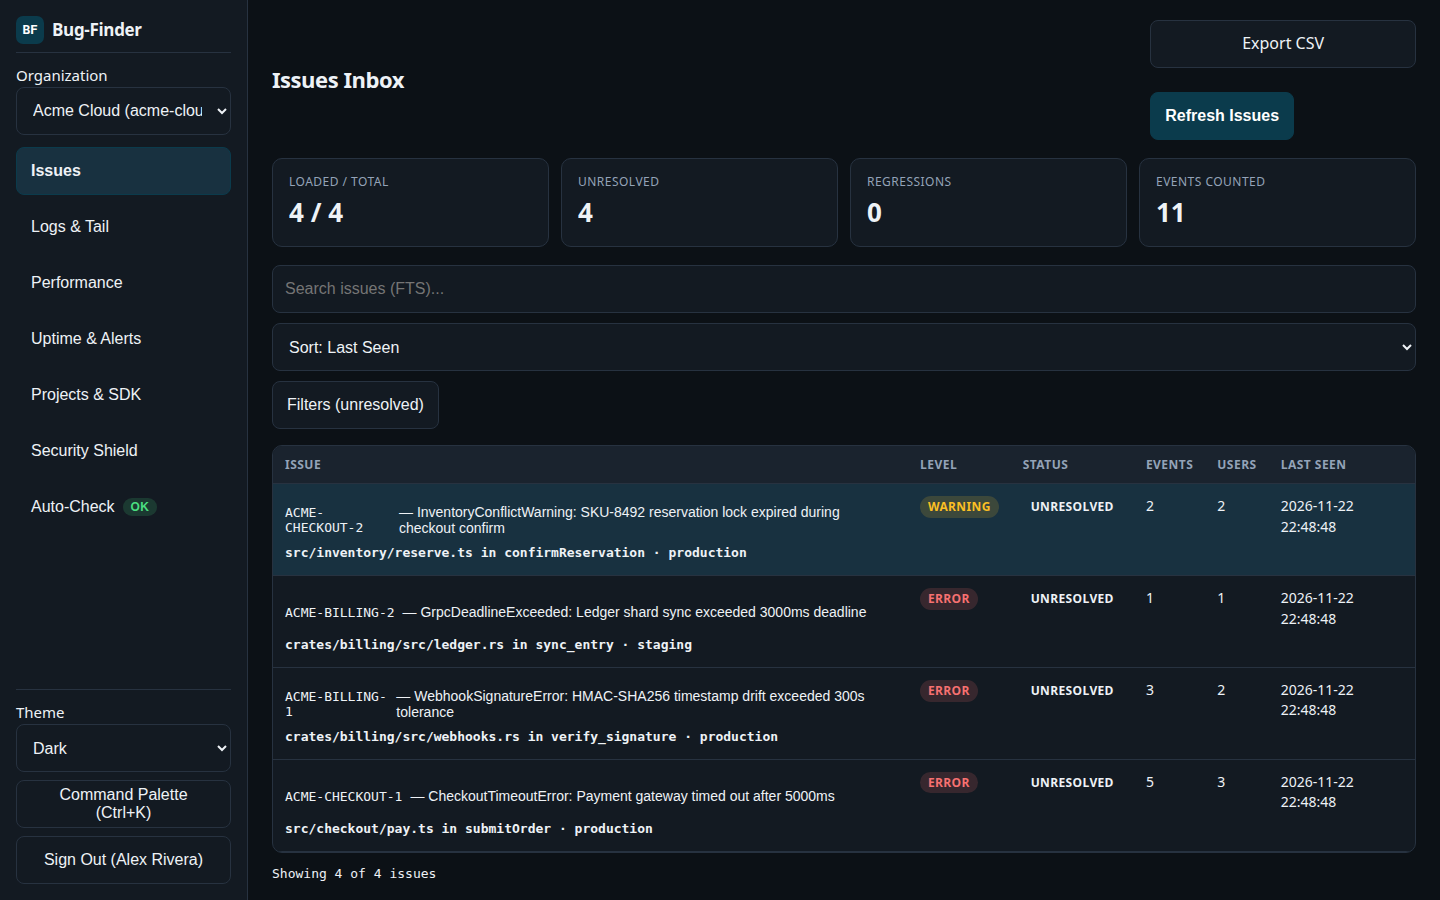 BF Bug-Finder
Organization
Acme Cloud (acme-clou
Issues
Logs & Tail
Performance
Uptime & Alerts
Projects & SDK
Security Shield
Auto-Check OK
Theme
Dark
Command Palette
(Ctrl+K)
Sign Out (Alex Rivera)
Issues Inbox
Export CSV
Refresh Issues
LOADED / TOTAL
4 / 4
UNRESOLVED
4
REGRESSIONS
0
EVENTS COUNTED
11
Search issues (FTS)...
Sort: Last Seen
Filters (unresolved)
ISSUE LEVEL STATUS EVENTS USERS LAST SEEN
ACME-
CHECKOUT-2
— InventoryConflictWarning: SKU-8492 reservation lock expired during
checkout confirm
src/inventory/reserve.ts in confirmReservation · production
WARNING UNRESOLVED 2 2 2026-11-22
22:48:48
ACME-BILLING-2 — GrpcDeadlineExceeded: Ledger shard sync exceeded 3000ms deadline
crates/billing/src/ledger.rs in sync_entry · staging
ERROR UNRESOLVED 1 1 2026-11-22
22:48:48
ACME-BILLING-
1
— WebhookSignatureError: HMAC-SHA256 timestamp drift exceeded 300s
tolerance
crates/billing/src/webhooks.rs in verify_signature · production
ERROR UNRESOLVED 3 2 2026-11-22
22:48:48
ACME-CHECKOUT-1 — CheckoutTimeoutError: Payment gateway timed out after 5000ms
src/checkout/pay.ts in submitOrder · production
ERROR UNRESOLVED 5 3 2026-11-22
22:48:48
Showing 4 of 4 issues